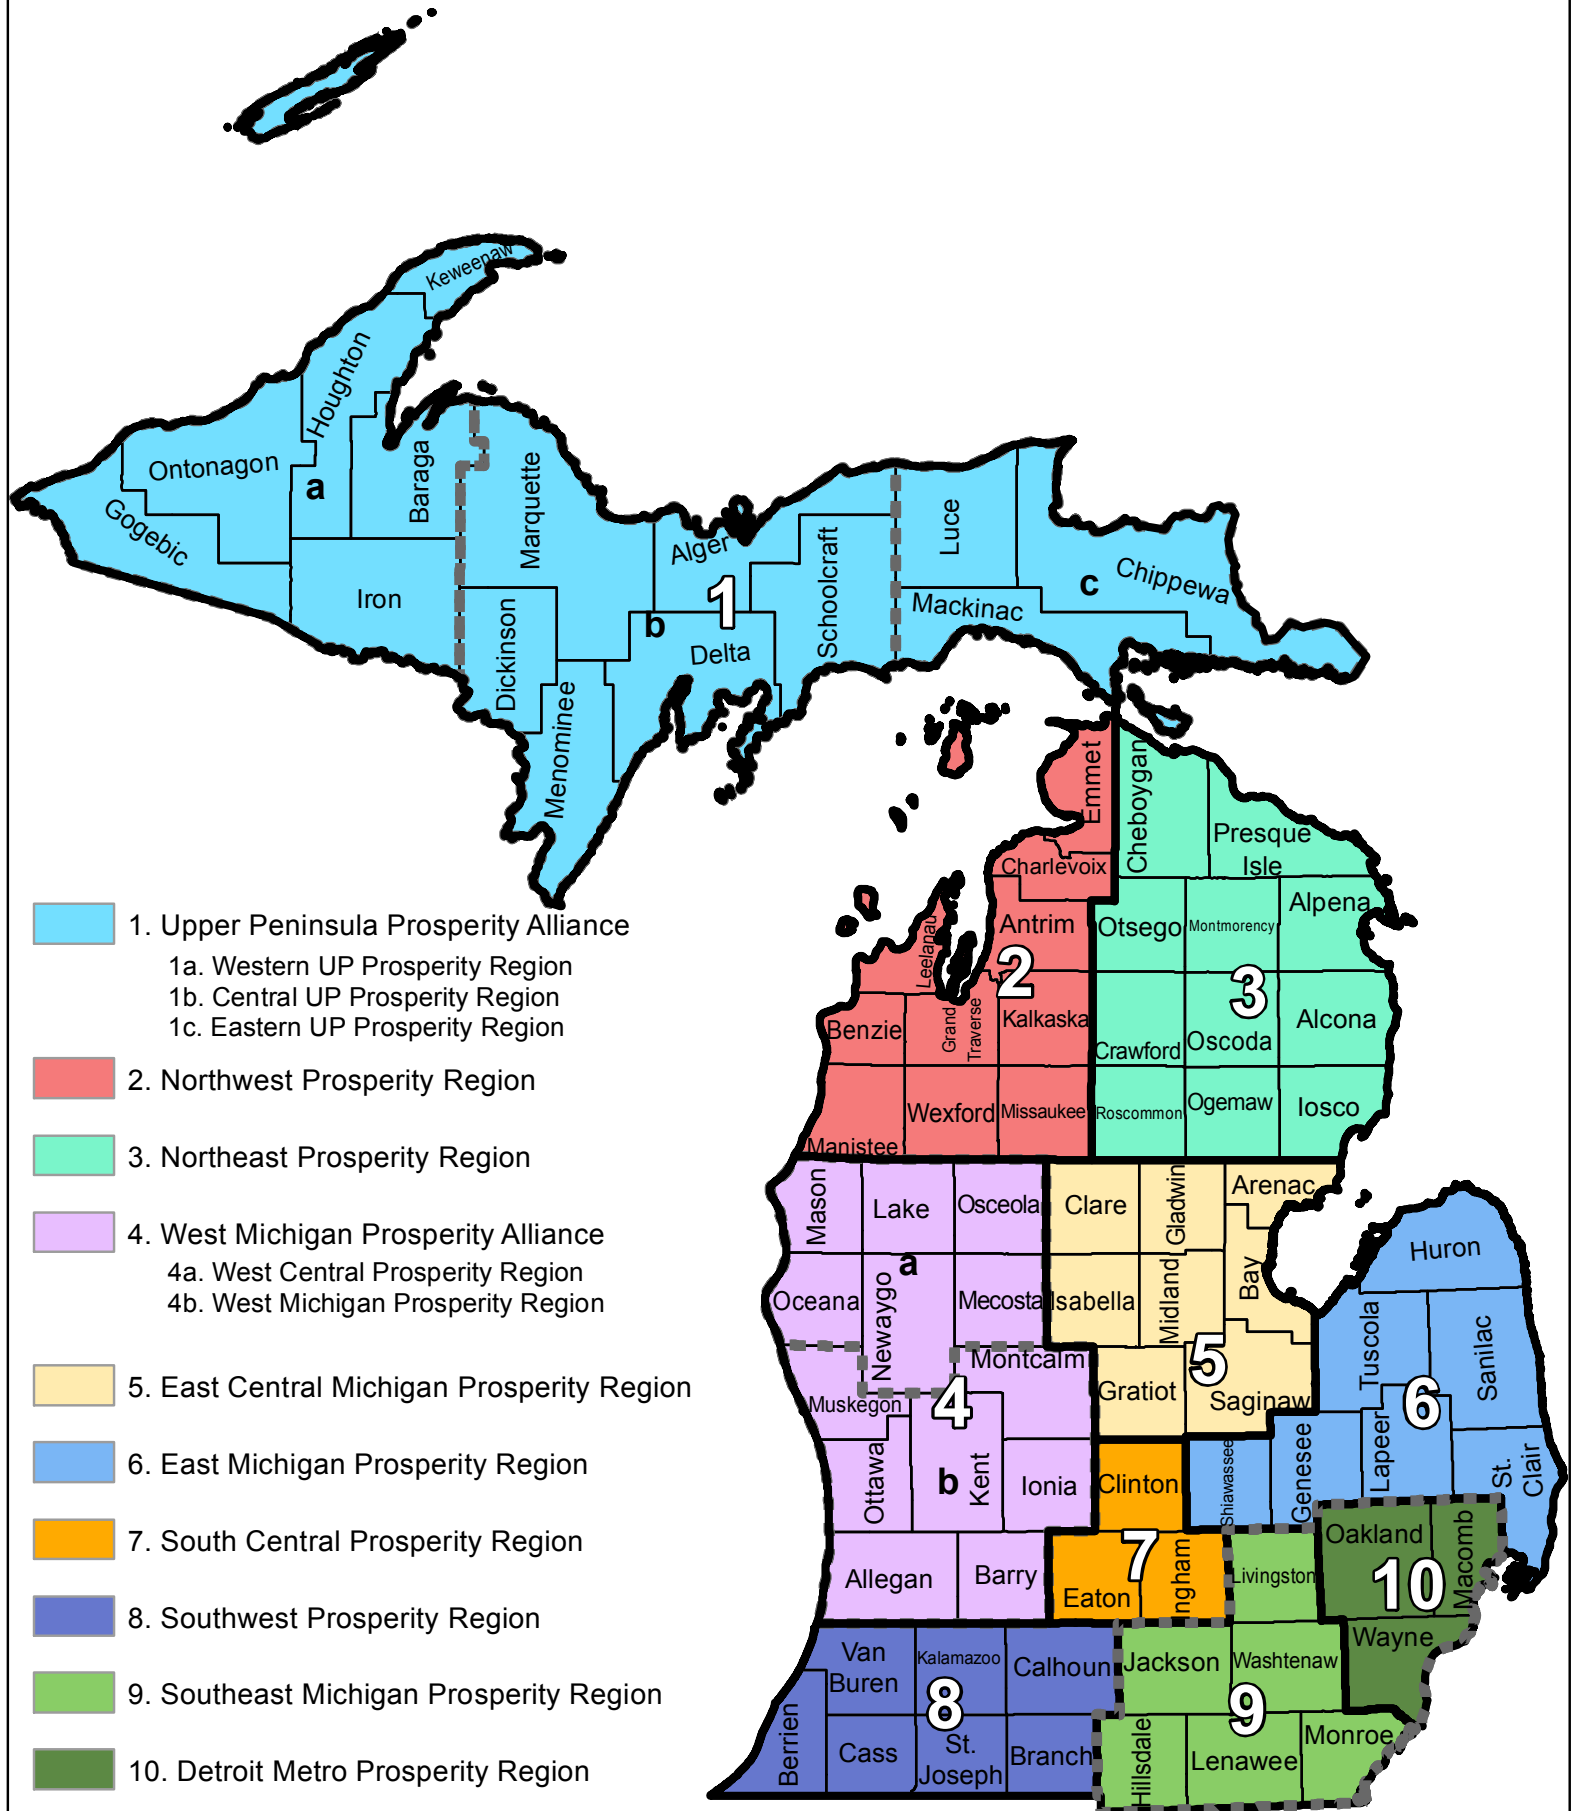 Keweenaw
Houghton
Ontonagon
a
Baraga
Gogebic
Iron
Marquette
Alger
1
b
Dickinson
Delta
Schoolcraft
Menominee
Luce
c
Chippewa
Mackinac
Emmet
Cheboygan
Presque
Isle
Charlevoix
Antrim
Otsego
Montmorency
Alpena
Leelanau
2
3
Benzie
Grand
Traverse
Kalkaska
Crawford
Oscoda
Alcona
Manistee
Wexford
Missaukee
Roscommon
Ogemaw
Iosco
Mason
Lake
Osceola
Clare
Gladwin
Arenac
a
Oceana
Newaygo
Mecosta
Isabella
Midland
Bay
Huron
Tuscola
Sanilac
Montcalm
5
Muskegon
4
Gratiot
Saginaw
6
Ottawa
b
Kent
Ionia
Clinton
Shiawassee
Genesee
Lapeer
St.
Clair
Allegan
Barry
7
Eaton
ngham
Livingston
Oakland
10
Macomb
Wayne
Van
Buren
Kalamazoo
Calhoun
Jackson
Washtenaw
8
9
Berrien
Cass
St.
Joseph
Branch
Hillsdale
Lenawee
Monroe
1. Upper Peninsula Prosperity Alliance
1a. Western UP Prosperity Region
1b. Central UP Prosperity Region
1c. Eastern UP Prosperity Region
2. Northwest Prosperity Region
3. Northeast Prosperity Region
4. West Michigan Prosperity Alliance
4a. West Central Prosperity Region
4b. West Michigan Prosperity Region
5. East Central Michigan Prosperity Region
6. East Michigan Prosperity Region
7. South Central Prosperity Region
8. Southwest Prosperity Region
9. Southeast Michigan Prosperity Region
10. Detroit Metro Prosperity Region